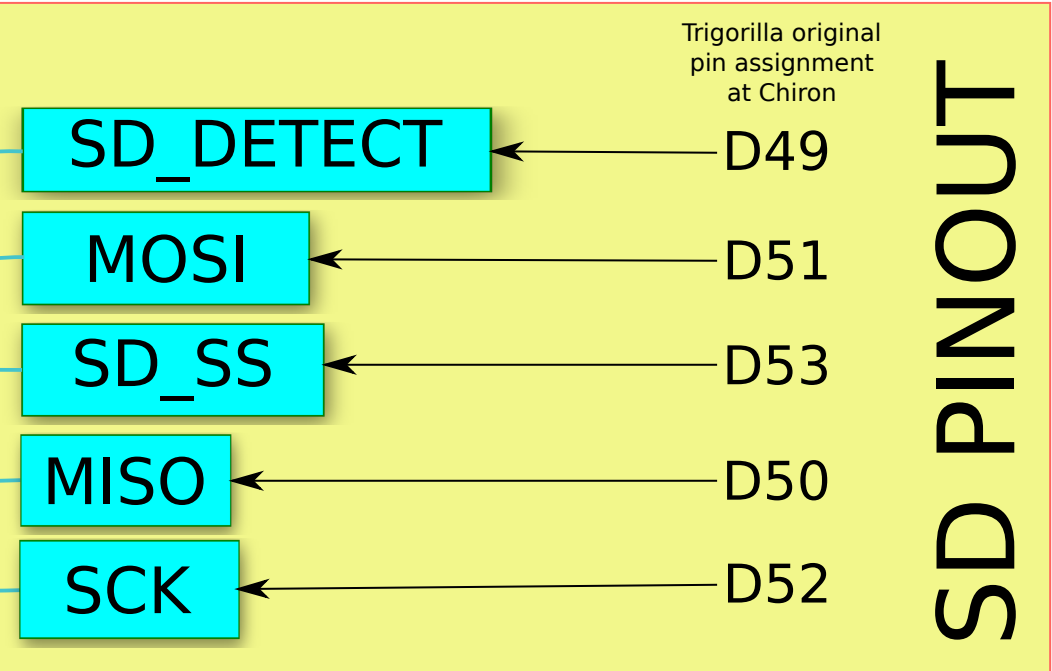 Trigorilla original
pin assignment
at Chiron
SD_DETECT D49
MOSI D51
SD_SS D53
MISO D50
SCK D52
SD PINOUT